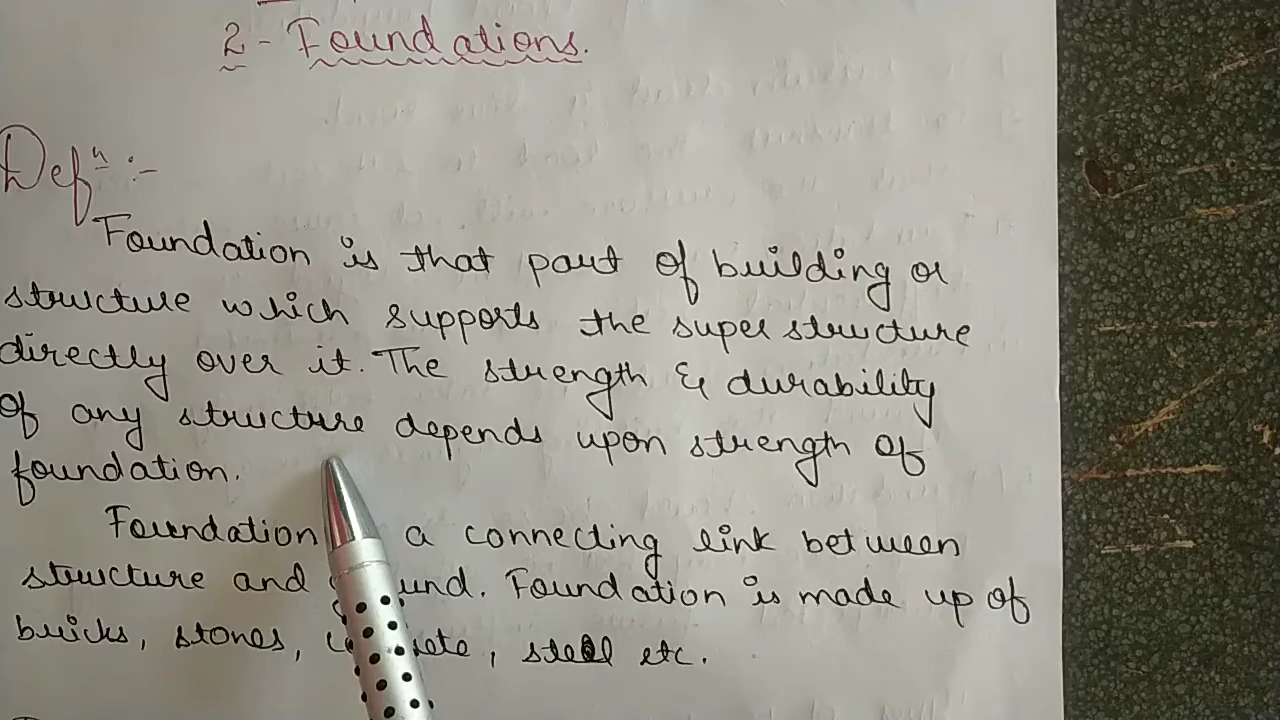 2 - Foundations.
Defⁿ :-
Foundation is that part of building or
structure which supports the super structure
directly over it. The strength & durability
of any structure depends upon strength of
foundation.
Foundation a connecting link between
structure and. Foundation is made up of
bricks, stones, steel etc.